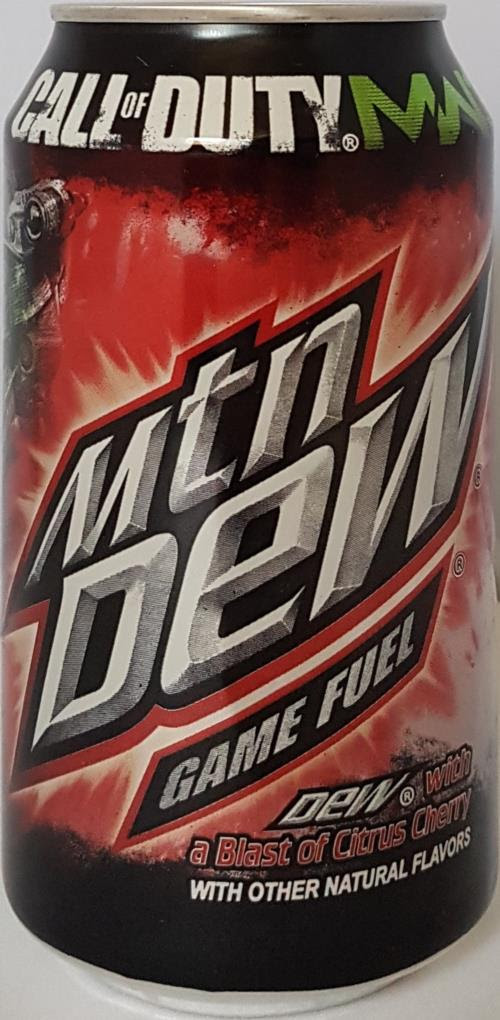 CALL OF DUTY® MW
Mtn
Dew®
®
GAME FUEL
Dew® with
a Blast of Citrus Cherry
WITH OTHER NATURAL FLAVORS